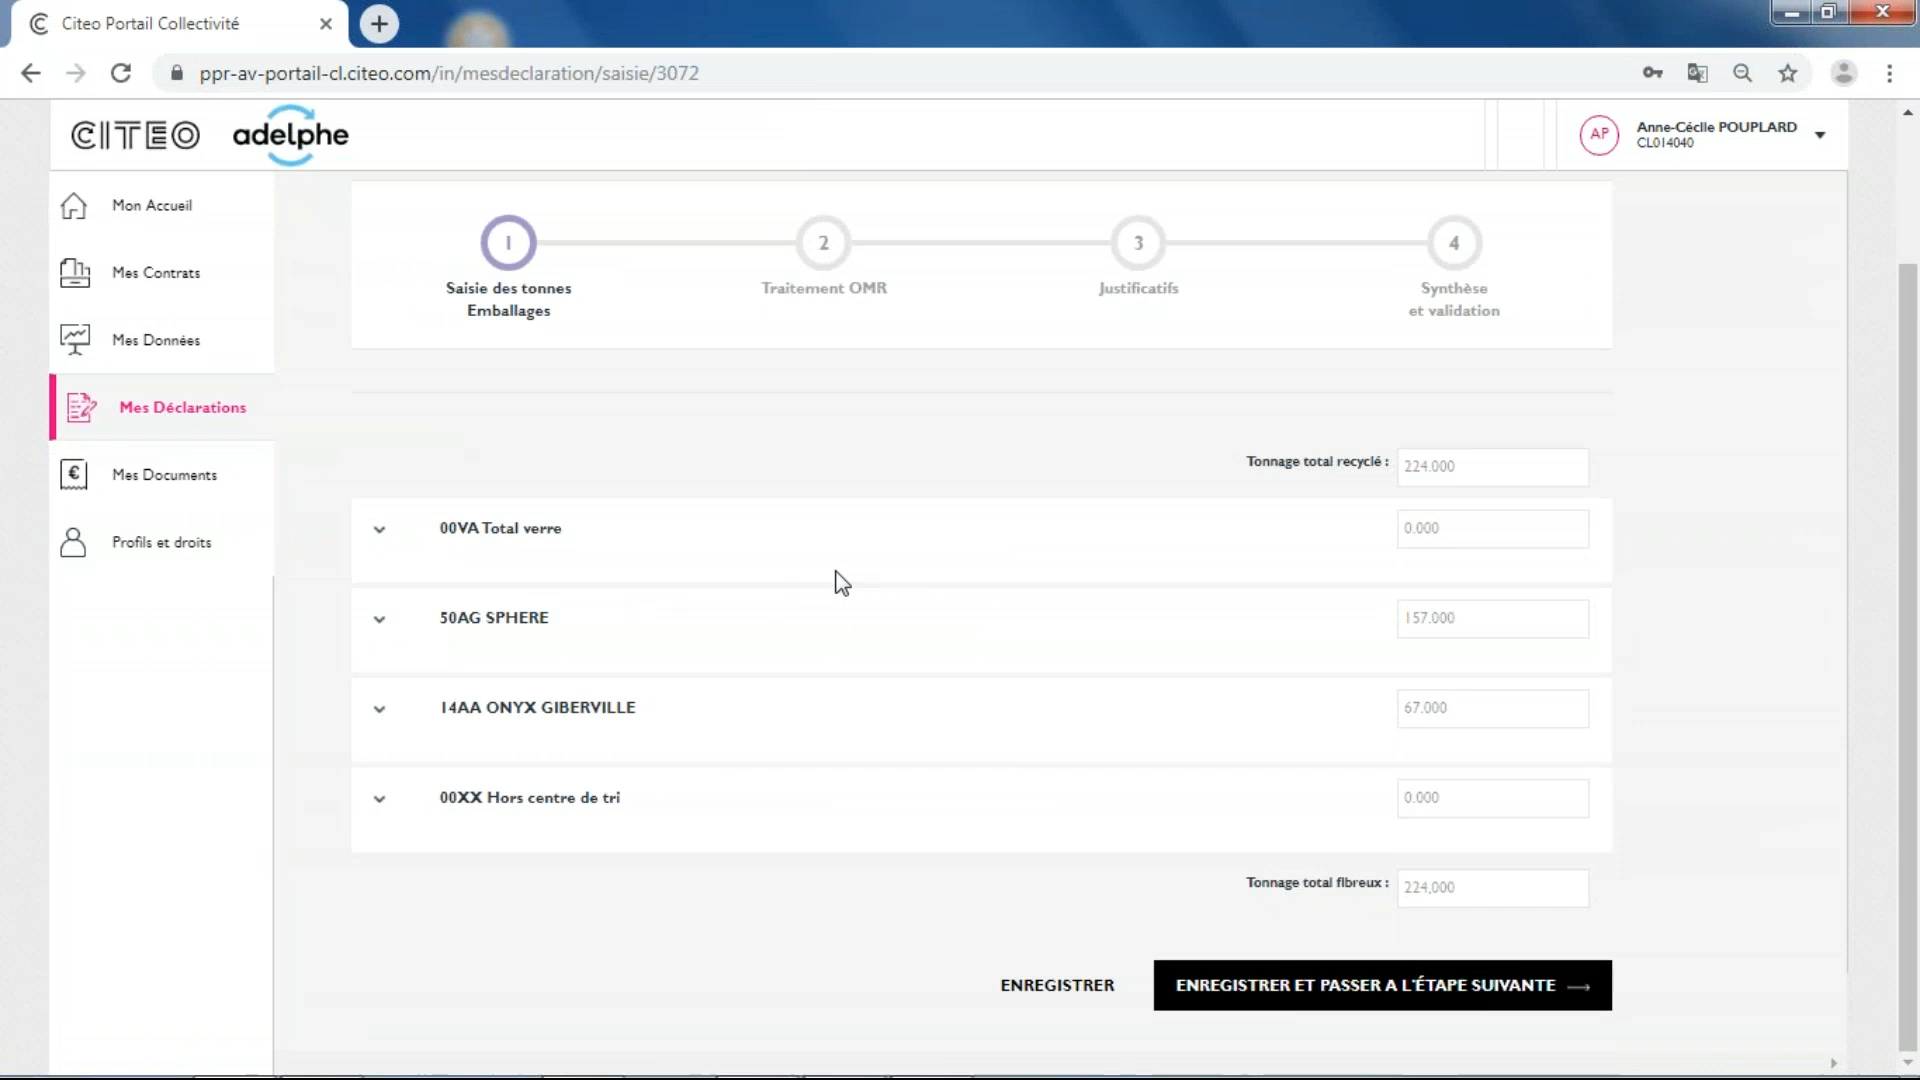 Citeo Portail Collectivité
ppr-av-portail-cl.citeo.com/in/mesdeclaration/saisie/3072
CITEO adelphe
AP
Anne-Cécile POUPLARD
CL014040
Mon Accueil
Mes Contrats
Mes Données
Mes Déclarations
Mes Documents
Profils et droits
1
2
3
4
Saisie des tonnes
Emballages
Traitement OMR
Justificatifs
Synthèse
et validation
Tonnage total recyclé :
224.000
00VA Total verre
0.000
50AG SPHERE
157.000
14AA ONYX GIBERVILLE
67.000
00XX Hors centre de tri
0.000
Tonnage total fibreux :
224,000
ENREGISTRER
ENREGISTRER ET PASSER A L'ÉTAPE SUIVANTE